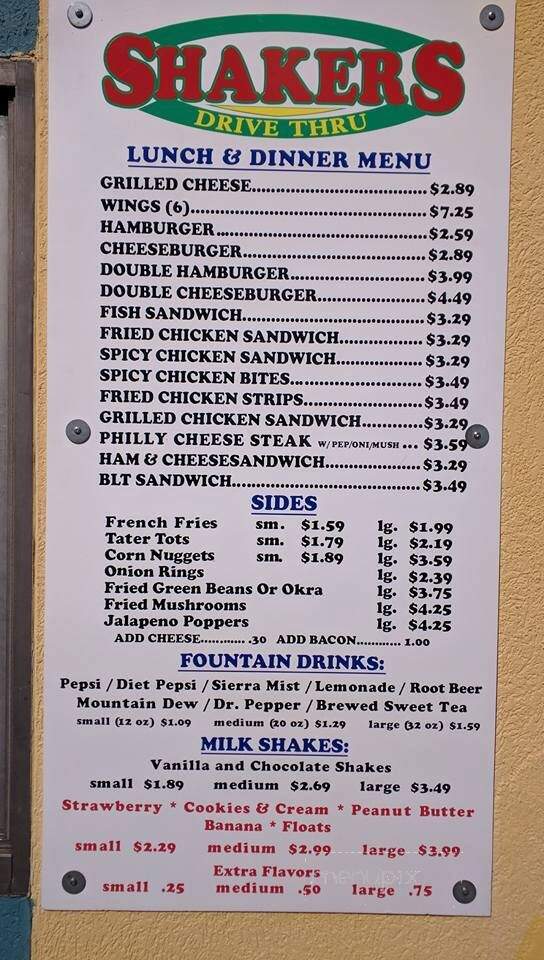 SHAKERS
DRIVE THRU
LUNCH & DINNER MENU
GRILLED CHEESE............................................$2.89
WINGS (6)..........................................................$7.25
HAMBURGER...................................................$2.59
CHEESEBURGER.............................................$2.89
DOUBLE HAMBURGER..................................$3.99
DOUBLE CHEESEBURGER...........................$4.49
FISH SANDWICH.............................................$3.29
FRIED CHICKEN SANDWICH.....................$3.29
SPICY CHICKEN SANDWICH......................$3.29
SPICY CHICKEN BITES.................................$3.49
FRIED CHICKEN STRIPS..............................$3.49
GRILLED CHICKEN SANDWICH...............$3.29
PHILLY CHEESE STEAK W/PEP/ONI/MUSH ... $3.59
HAM & CHEESESANDWICH........................$3.29
BLT SANDWICH................................................$3.49
SIDES
French Fries sm. $1.59 lg. $1.99
Tater Tots sm. $1.79 lg. $2.19
Corn Nuggets sm. $1.89 lg. $3.59
Onion Rings lg. $2.39
Fried Green Beans Or Okra lg. $3.75
Fried Mushrooms lg. $4.25
Jalapeno Poppers lg. $4.25
ADD CHEESE............ .30 ADD BACON............ 1.00
FOUNTAIN DRINKS:
Pepsi / Diet Pepsi / Sierra Mist / Lemonade / Root Beer
Mountain Dew / Dr. Pepper / Brewed Sweet Tea
small (12 oz) $1.09 medium (20 oz) $1.29 large (32 oz) $1.59
MILK SHAKES:
Vanilla and Chocolate Shakes
small $1.89 medium $2.69 large $3.49
Strawberry * Cookies & Cream * Peanut Butter
Banana * Floats
small $2.29 medium $2.99 large $3.99
Extra Flavors
small .25 medium .50 large .75
menupix